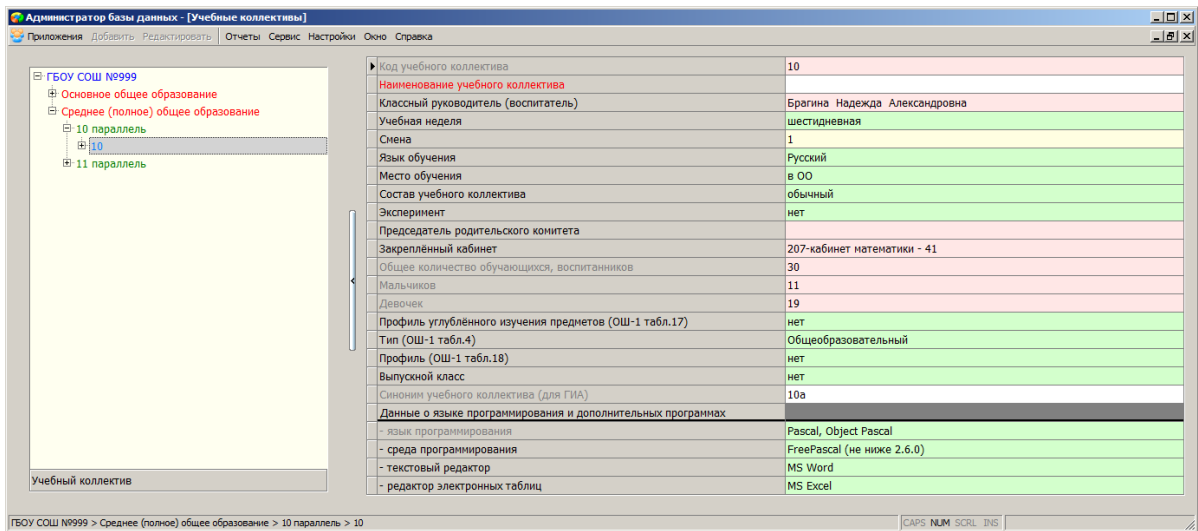 Администратор базы данных - [Учебные коллективы]
Приложения Добавить Редактировать Отчеты Сервис Настройки Окно Справка
ГБОУ СОШ №999
Основное общее образование
Среднее (полное) общее образование
10 параллель
10
11 параллель
Учебный коллектив
Код учебного коллектива 10
Наименование учебного коллектива
Классный руководитель (воспитатель) Брагина Надежда Александровна
Учебная неделя шестидневная
Смена 1
Язык обучения Русский
Место обучения в ОО
Состав учебного коллектива обычный
Эксперимент нет
Председатель родительского комитета
Закреплённый кабинет 207-кабинет математики - 41
Общее количество обучающихся, воспитанников 30
Мальчиков 11
Девочек 19
Профиль углублённого изучения предметов (ОШ-1 табл.17) нет
Тип (ОШ-1 табл.4) Общеобразовательный
Профиль (ОШ-1 табл.18) нет
Выпускной класс нет
Синоним учебного коллектива (для ГИА) 10а
Данные о языке программирования и дополнительных программах
- язык программирования Pascal, Object Pascal
- среда программирования FreePascal (не ниже 2.6.0)
- текстовый редактор MS Word
- редактор электронных таблиц MS Excel
ГБОУ СОШ №999 > Среднее (полное) общее образование > 10 параллель > 10 CAPS NUM SCRL INS